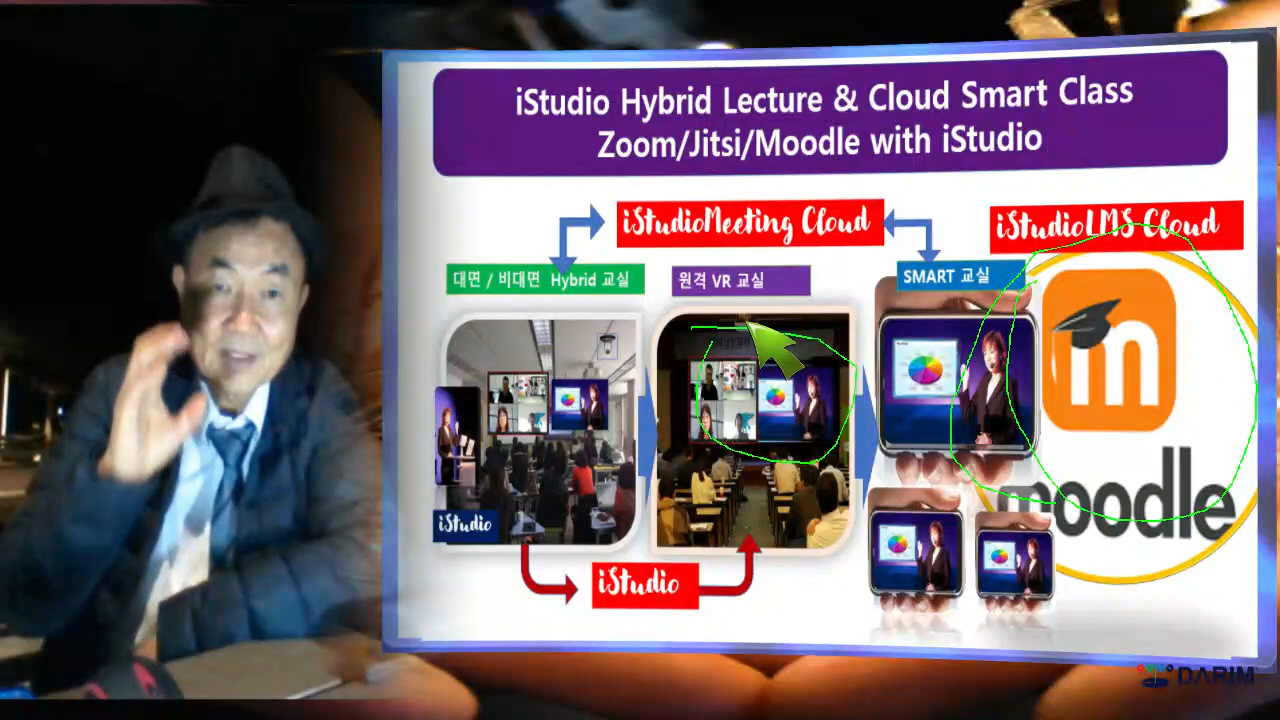 iStudio Hybrid Lecture & Cloud Smart Class
Zoom/Jitsi/Moodle with iStudio
iStudioMeeting Cloud
iStudioLMS Cloud
대면 / 비대면 Hybrid 교실
원격 VR 교실
SMART 교실
m
moodle
iStudio
iStudio
DARIM